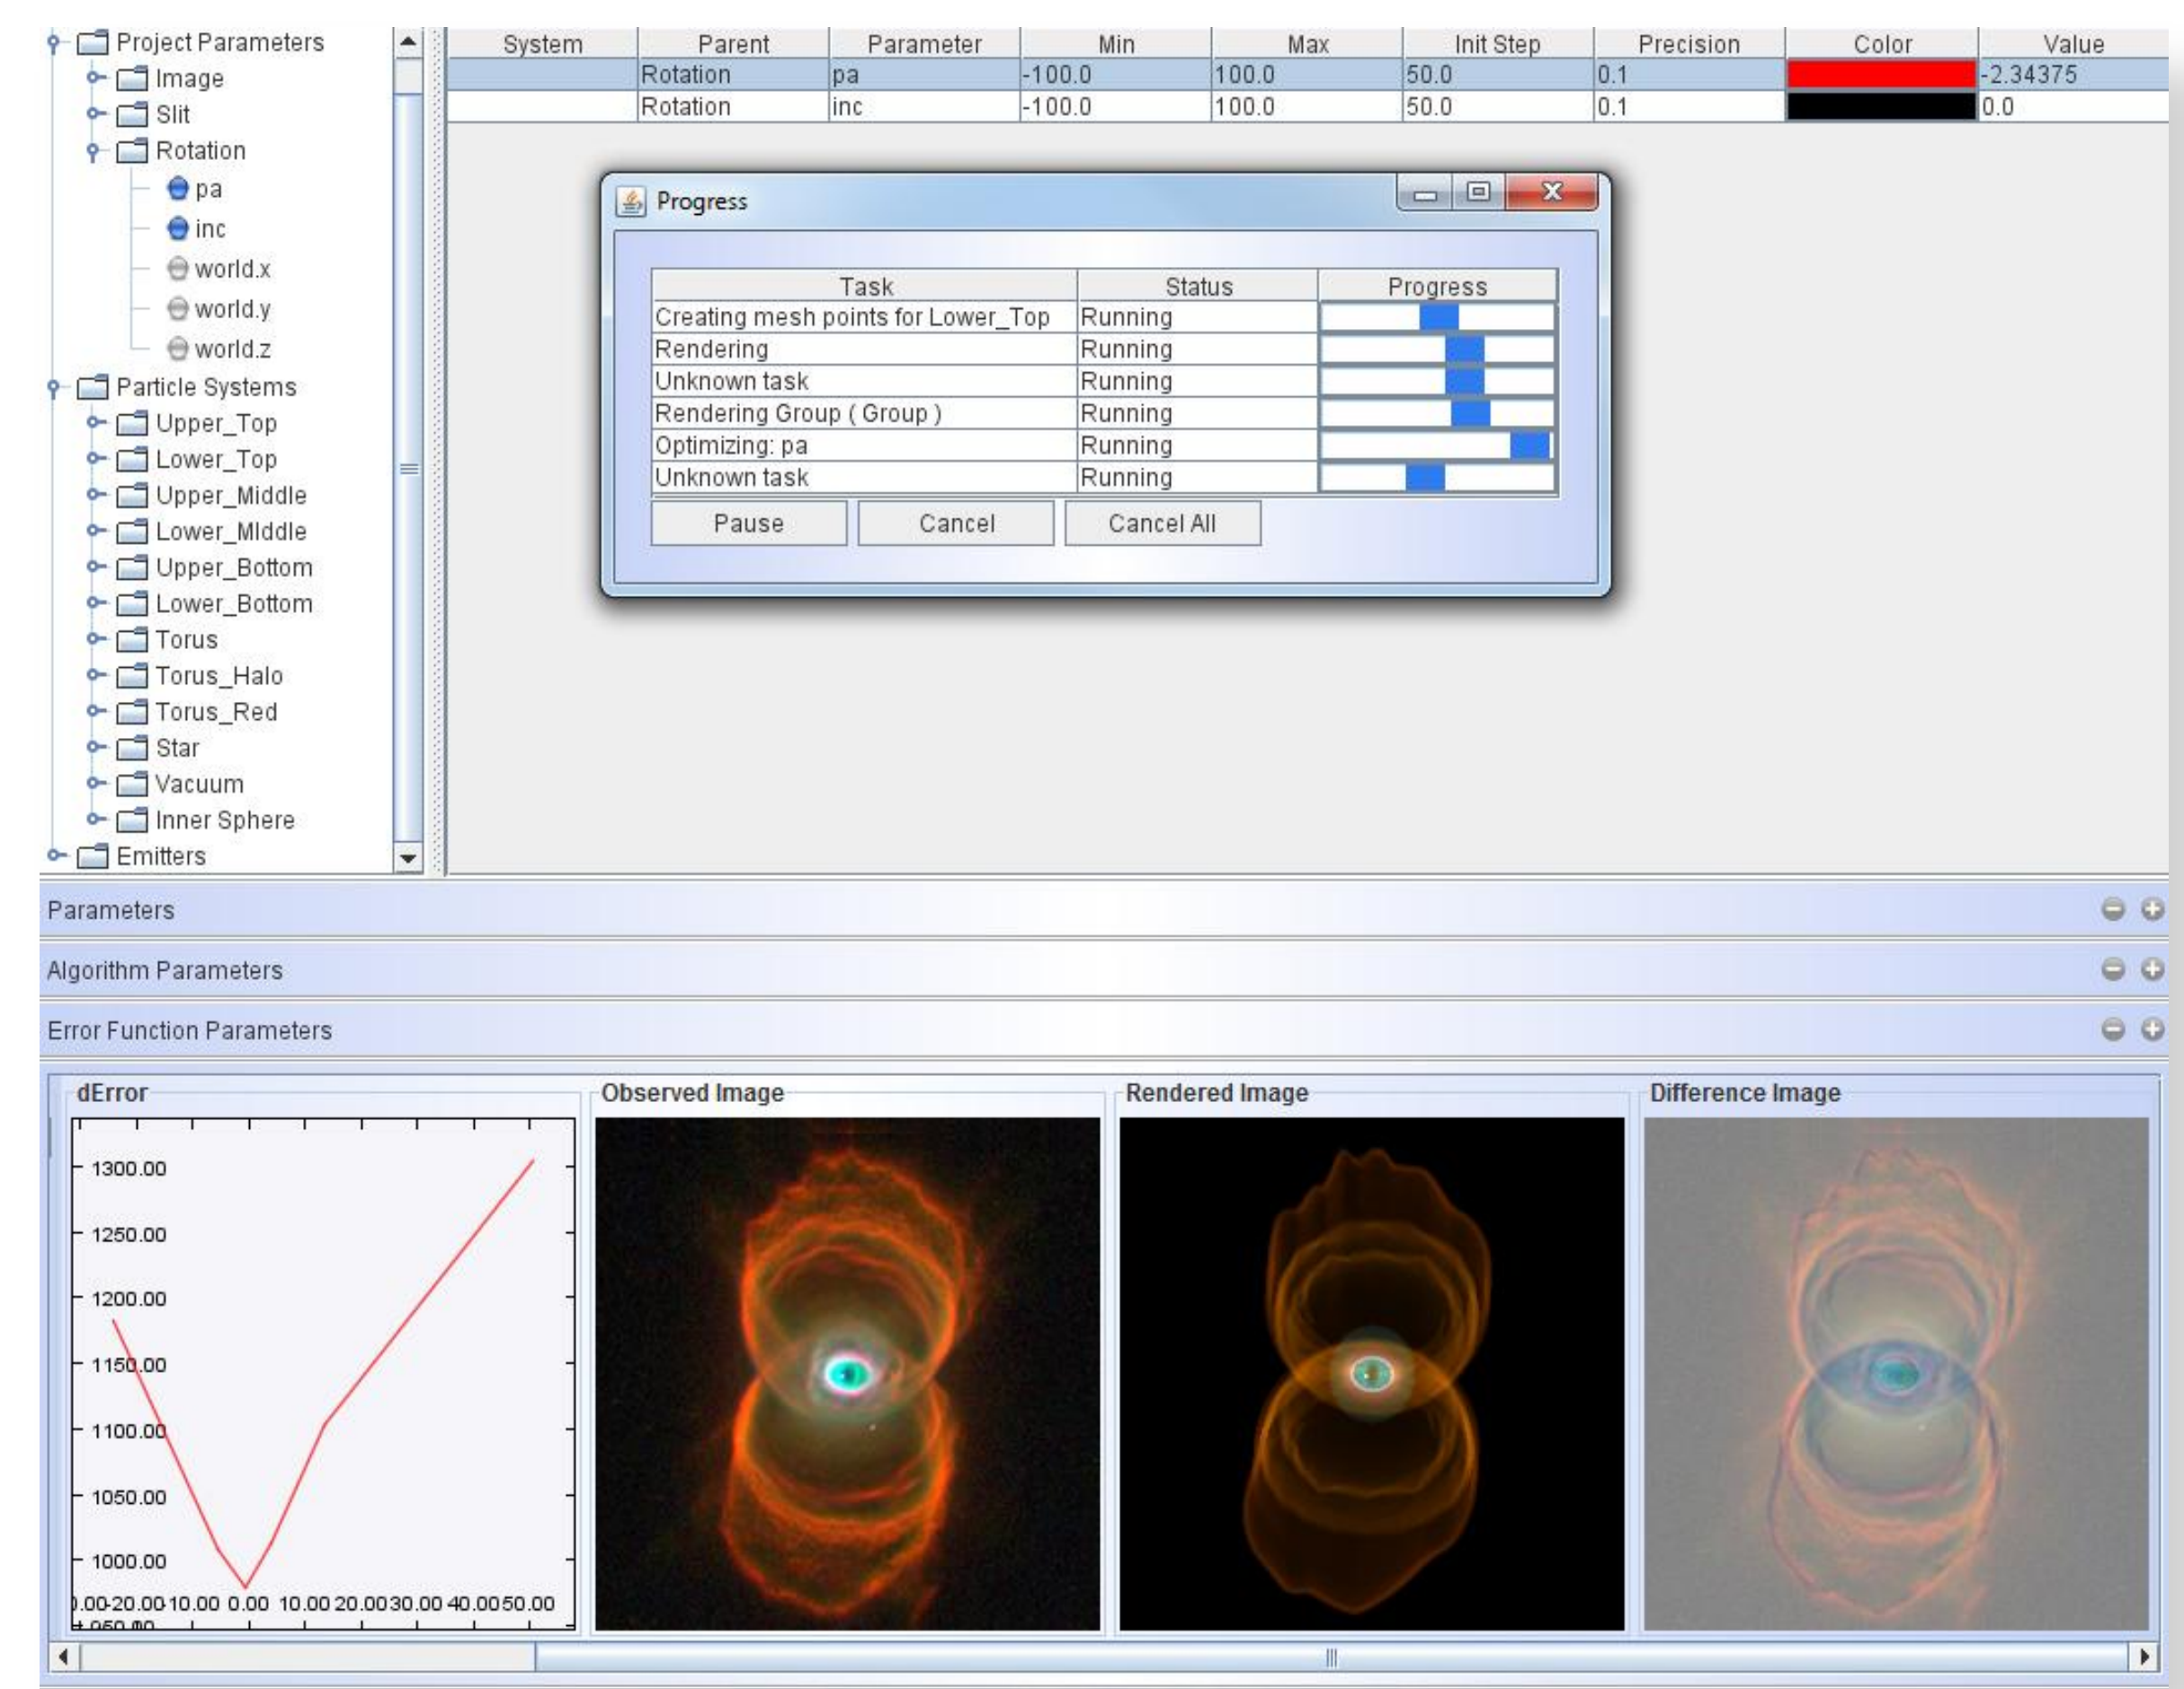 Project Parameters
Image
Slit
Rotation
pa
inc
world.x
world.y
world.z
Particle Systems
Upper_Top
Lower_Top
Upper_Middle
Lower_MIddle
Upper_Bottom
Lower_Bottom
Torus
Torus_Halo
Torus_Red
Star
Vacuum
Inner Sphere
Emitters
System Parent Parameter Min Max Init Step Precision Color Value
Rotation pa -100.0 100.0 50.0 0.1 -2.34375
Rotation inc -100.0 100.0 50.0 0.1 0.0
Progress
Task Status Progress
Creating mesh points for Lower_Top Running
Rendering Running
Unknown task Running
Rendering Group ( Group ) Running
Optimizing: pa Running
Unknown task Running
Pause Cancel Cancel All
Parameters
Algorithm Parameters
Error Function Parameters
dError Observed Image Rendered Image Difference Image
1300.00
1250.00
1200.00
1150.00
1100.00
1050.00
1000.00
-20.00 -10.00 0.00 10.00 20.00 30.00 40.00 50.00